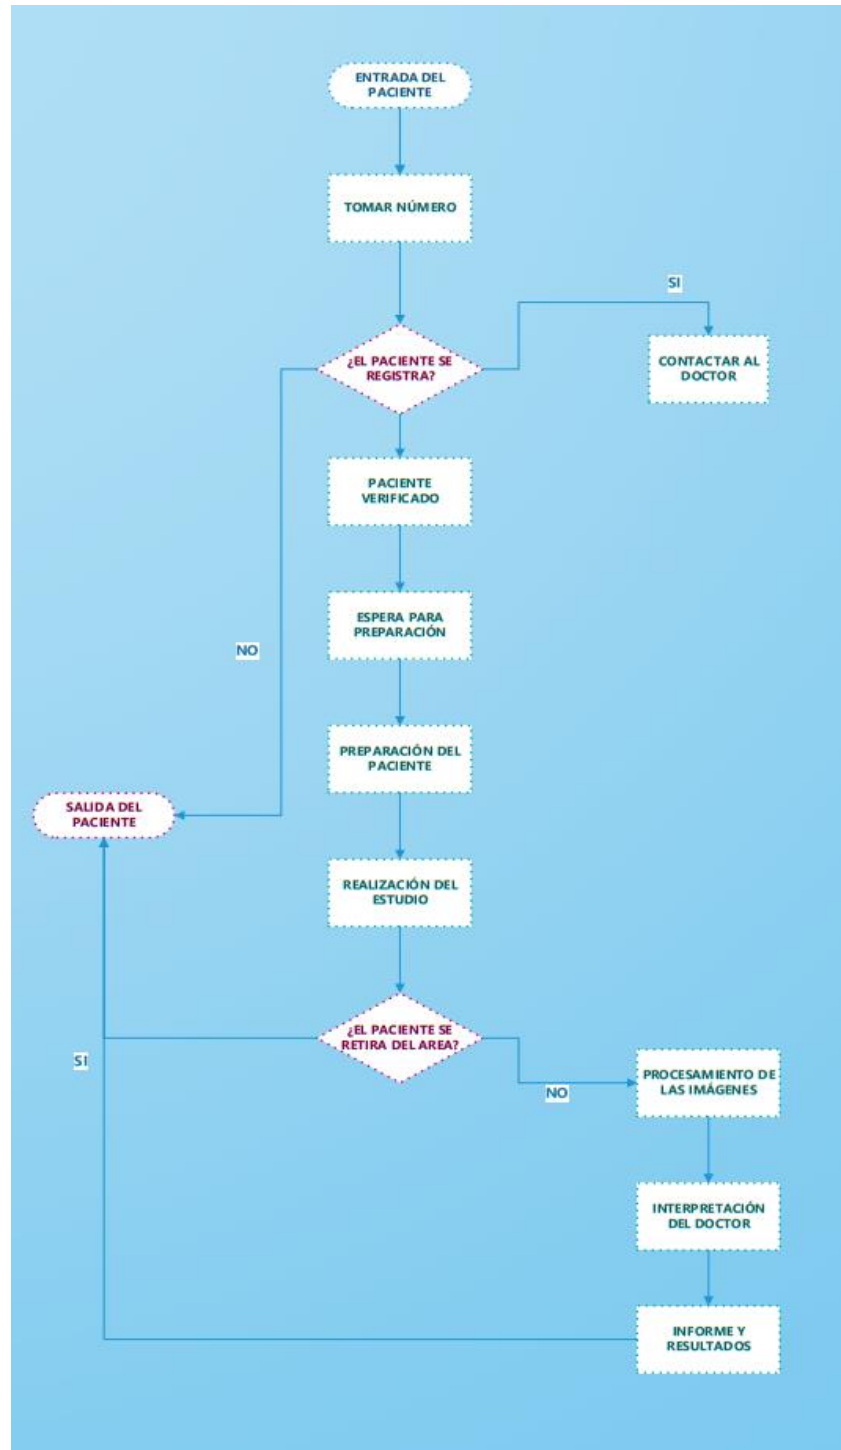 ENTRADA DEL
PACIENTE
TOMAR NÚMERO
SI
¿EL PACIENTE SE
REGISTRA?
CONTACTAR AL
DOCTOR
PACIENTE
VERIFICADO
ESPERA PARA
PREPARACIÓN
NO
PREPARACIÓN DEL
PACIENTE
SALIDA DEL
PACIENTE
REALIZACIÓN DEL
ESTUDIO
¿EL PACIENTE SE
RETIRA DEL AREA?
SI
NO
PROCESAMIENTO DE
LAS IMÁGENES
INTERPRETACIÓN
DEL DOCTOR
INFORME Y
RESULTADOS